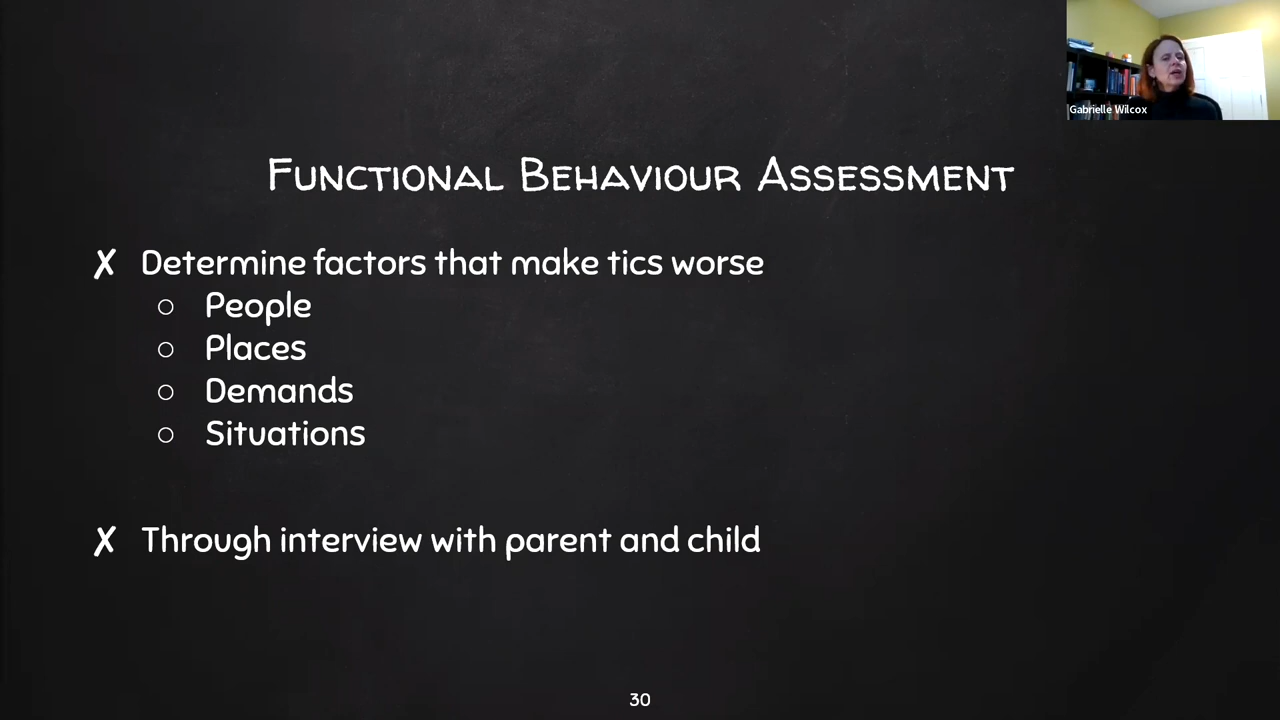 Gabrielle Wilcox
Functional Behaviour Assessment
✗ Determine factors that make tics worse
○ People
○ Places
○ Demands
○ Situations
✗ Through interview with parent and child
30